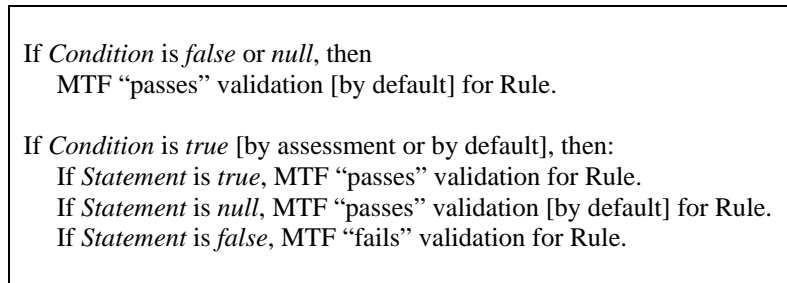 If Condition is false or null, then
MTF “passes” validation [by default] for Rule.
If Condition is true [by assessment or by default], then:
If Statement is true, MTF “passes” validation for Rule.
If Statement is null, MTF “passes” validation [by default] for Rule.
If Statement is false, MTF “fails” validation for Rule.